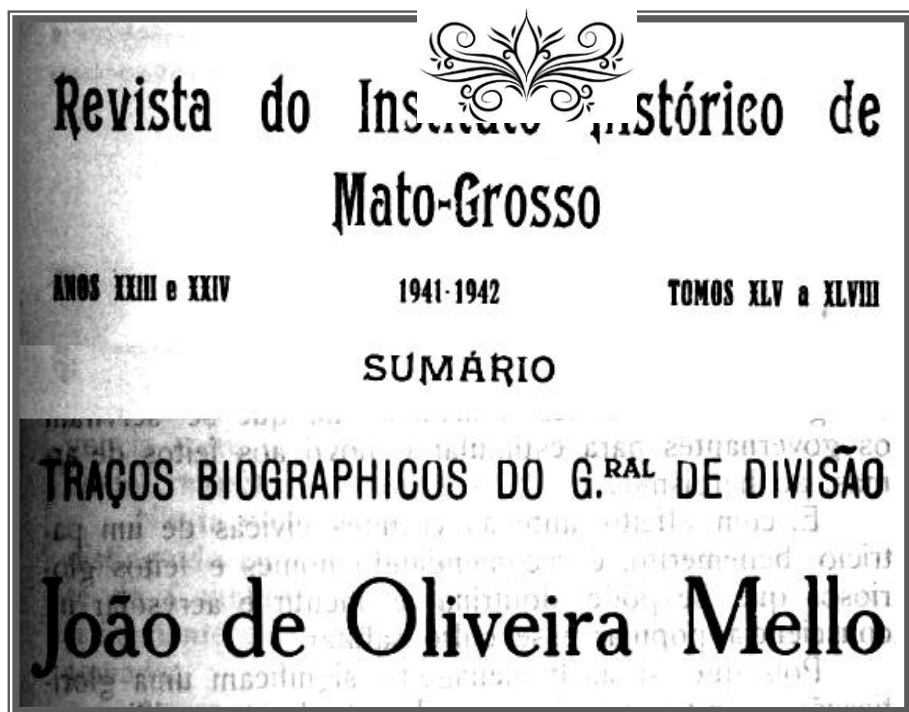 Revista do Instituto Histórico de
Mato-Grosso
ANOS XXIII e XXIV 1941-1942 TOMOS XLV a XLVIII
SUMÁRIO
TRAÇOS BIOGRAPHICOS DO G.RAL DE DIVISÃO
João de Oliveira Mello